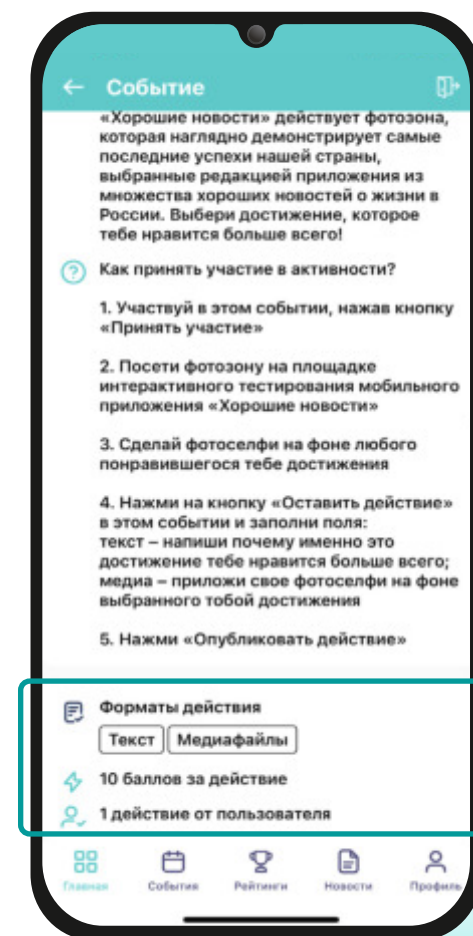 Событие
«Хорошие новости» действует фотозона,
которая наглядно демонстрирует самые
последние успехи нашей страны,
выбранные редакцией приложения из
множества хороших новостей о жизни в
России. Выбери достижение, которое
тебе нравится больше всего!
Как принять участие в активности?
1. Участвуй в этом событии, нажав кнопку
«Принять участие»
2. Посети фотозону на площадке
интерактивного тестирования мобильного
приложения «Хорошие новости»
3. Сделай фотоселфи на фоне любого
понравившегося тебе достижения
4. Нажми на кнопку «Оставить действие»
в этом событии и заполни поля:
текст – напиши почему именно это
достижение тебе нравится больше всего;
медиа – приложи свое фотоселфи на фоне
выбранного тобой достижения
5. Нажми «Опубликовать действие»
Форматы действия
Текст Медиафайлы
10 баллов за действие
1 действие от пользователя
Главная События Рейтинги Новости Профиль